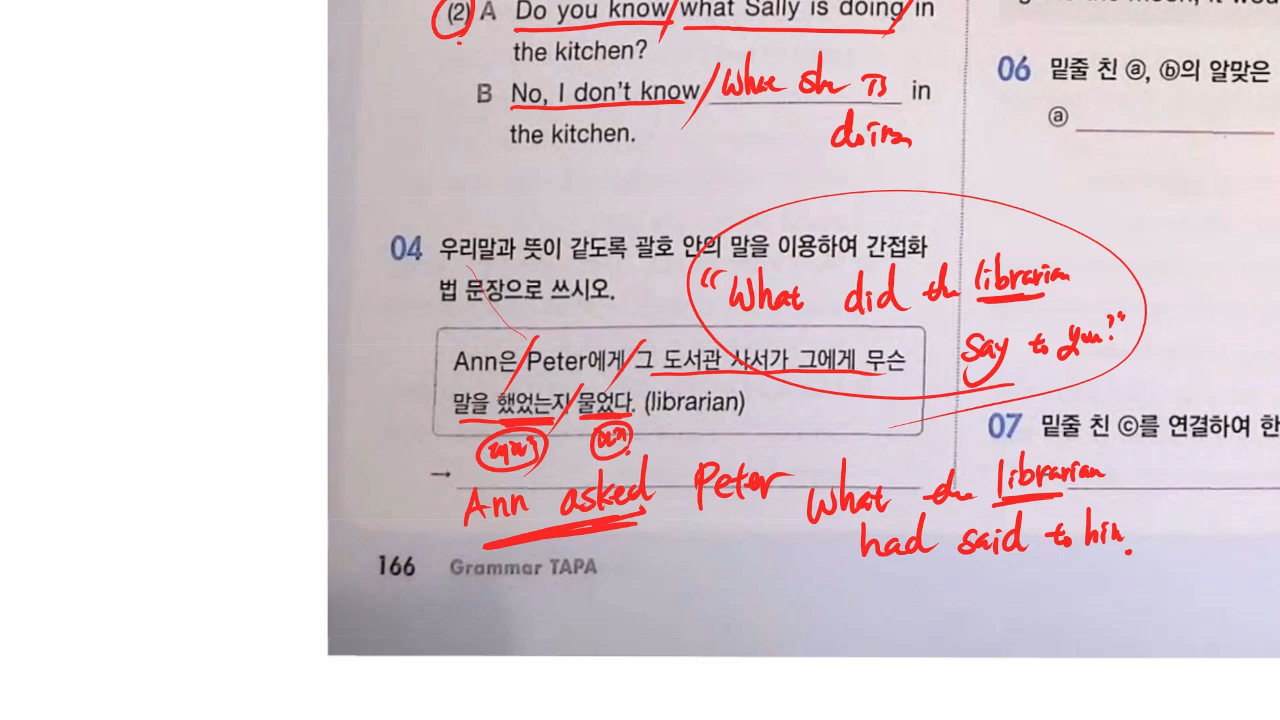 (2) A Do you know what Sally is doing in
the kitchen?
B No, I don't know what she is in
doing
the kitchen.
04 우리말과 뜻이 같도록 괄호 안의 말을 이용하여 간접화
법 문장으로 쓰시오.
"What did the librarian
say to you?"
Ann은 Peter에게 그 도서관 사서가 그에게 무슨
말을 했었는지 물었다. (librarian)
과거
→
Ann asked Peter what the librarian
had said to him.
166 Grammar TAPA
06 밑줄 친 ⓐ, ⓑ의 알맞은
ⓐ
07 밑줄 친 ⓒ를 연결하여 한